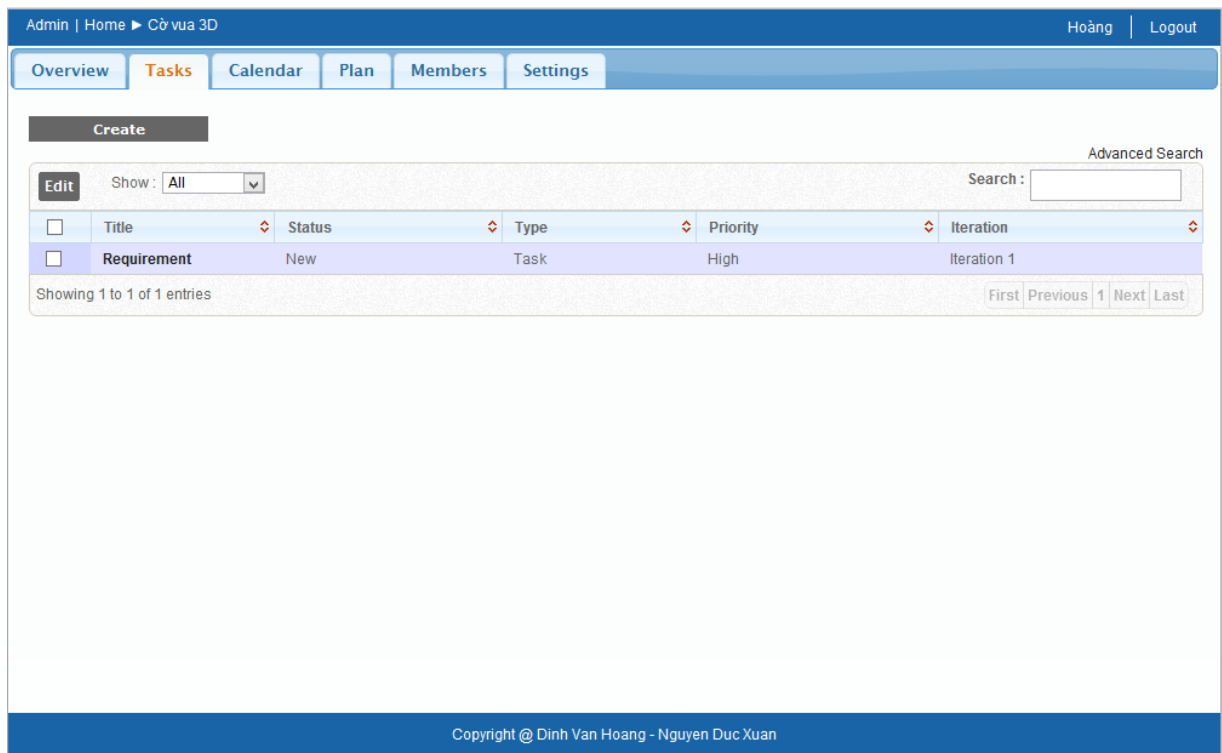 Admin | Home ► Cờ vua 3D Hoàng Logout
Overview Tasks Calendar Plan Members Settings
Create
Advanced Search
Edit Show : All Search :
Title Status Type Priority Iteration
Requirement New Task High Iteration 1
Showing 1 to 1 of 1 entries First Previous 1 Next Last
Copyright @ Dinh Van Hoang - Nguyen Duc Xuan